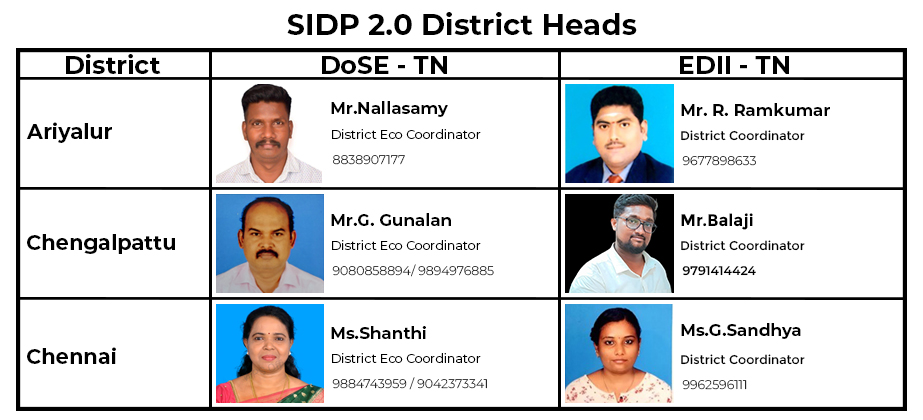 SIDP 2.0 District Heads
District
DoSE - TN
EDII - TN
Ariyalur
Mr.Nallasamy
District Eco Coordinator
8838907177
Mr. R. Ramkumar
District Coordinator
9677898633
Chengalpattu
Mr.G. Gunalan
District Eco Coordinator
9080858894/ 9894976885
Mr.Balaji
District Coordinator
9791414424
Chennai
Ms.Shanthi
District Eco Coordinator
9884743959 / 9042373341
Ms.G.Sandhya
District Coordinator
9962596111